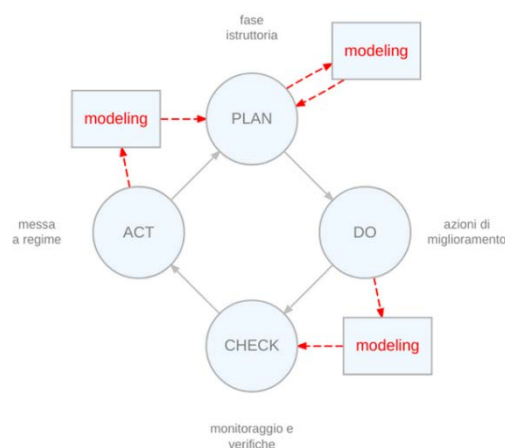 fase
istruttoria
modeling
modeling
PLAN
messa
a regime
ACT
DO
azioni di
miglioramento
CHECK
modeling
monitoraggio e
verifiche